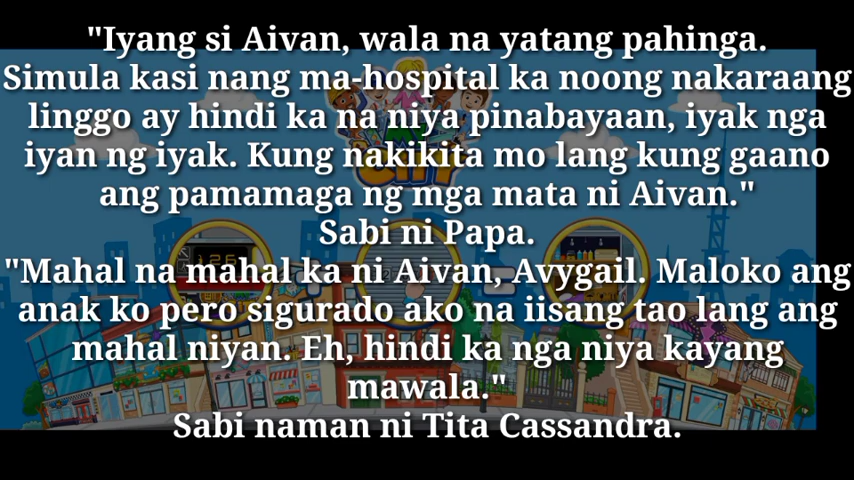 "Iyang si Aivan, wala na yatang pahinga.
Simula kasi nang ma-hospital ka noong nakaraang
linggo ay hindi ka na niya pinabayaan, iyak nga
iyan ng iyak. Kung nakikita mo lang kung gaano
ang pamamaga ng mga mata ni Aivan."
Sabi ni Papa.
"Mahal na mahal ka ni Aivan, Avygail. Maloko ang
anak ko pero sigurado ako na iisang tao lang ang
mahal niyan. Eh, hindi ka nga niya kayang
mawala."
Sabi naman ni Tita Cassandra.